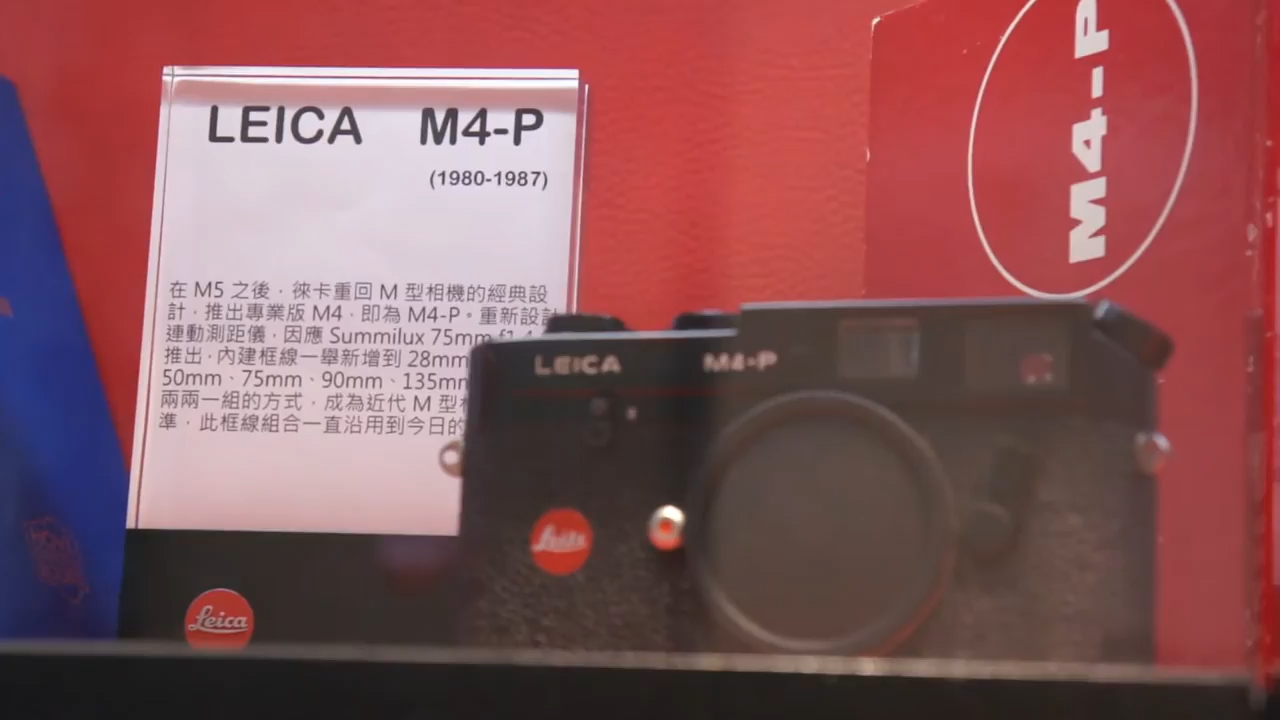 LEICA M4-P
(1980-1987)
在 M5 之後，徠卡重回 M 型相機的經典設
計，推出專業版 M4，即為 M4-P。重新設計
連動測距儀，因應 Summilux 75mm f1.4
推出，內建框線一舉新增到 28mm
50mm、75mm、90mm、135mm
兩兩一組的方式，成為近代 M 型
準，此框線組合一直沿用到今日的
M4-P
LEICA M4-P
Leitz
Leica